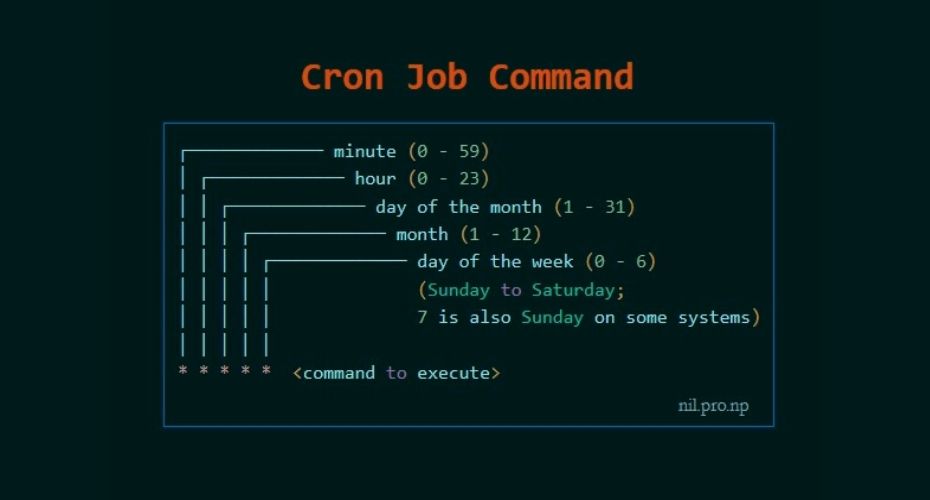 Cron Job Command
minute (0 - 59)
hour (0 - 23)
day of the month (1 - 31)
month (1 - 12)
day of the week (0 - 6)
(Sunday to Saturday;
7 is also Sunday on some systems)
* * * * * <command to execute>
nil.pro.np